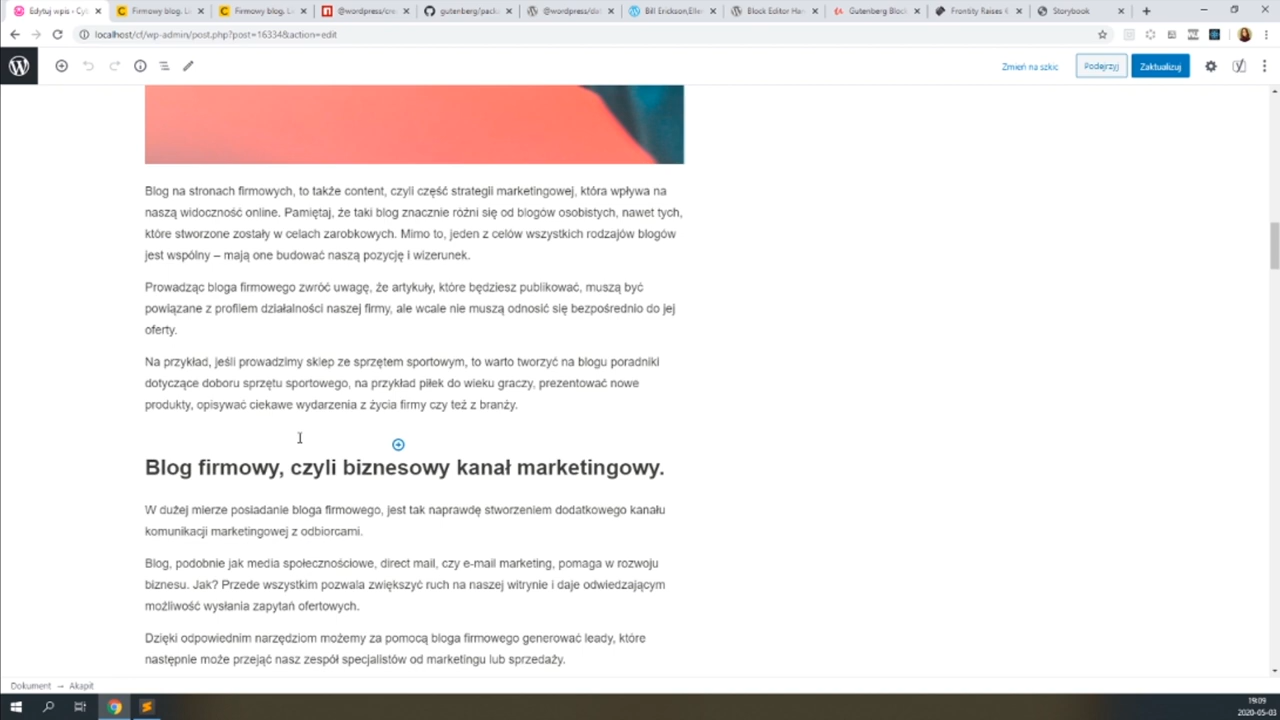 Edytuj wpis ‹ Cyb
Firmowy blog. L
Firmowy blog. L
@wordpress/cre
gutenberg/pack
@wordpress/da
Bill Erickson,Elle
Block Editor Ha
Gutenberg Bloc
Frontity Raises €
Storybook
localhost/cf/wp-admin/post.php?post=16334&action=edit
Zmień na szkic
Podejrzyj
Zaktualizuj
Blog na stronach firmowych, to także content, czyli część strategii marketingowej, która wpływa na
naszą widoczność online. Pamiętaj, że taki blog znacznie różni się od blogów osobistych, nawet tych,
które stworzone zostały w celach zarobkowych. Mimo to, jeden z celów wszystkich rodzajów blogów
jest wspólny – mają one budować naszą pozycję i wizerunek.
Prowadząc bloga firmowego zwróć uwagę, że artykuły, które będziesz publikować, muszą być
powiązane z profilem działalności naszej firmy, ale wcale nie muszą odnosić się bezpośrednio do jej
oferty.
Na przykład, jeśli prowadzimy sklep ze sprzętem sportowym, to warto tworzyć na blogu poradniki
dotyczące doboru sprzętu sportowego, na przykład piłek do wieku graczy, prezentować nowe
produkty, opisywać ciekawe wydarzenia z życia firmy czy też z branży.
Blog firmowy, czyli biznesowy kanał marketingowy.
W dużej mierze posiadanie bloga firmowego, jest tak naprawdę stworzeniem dodatkowego kanału
komunikacji marketingowej z odbiorcami.
Blog, podobnie jak media społecznościowe, direct mail, czy e-mail marketing, pomaga w rozwoju
biznesu. Jak? Przede wszystkim pozwala zwiększyć ruch na naszej witrynie i daje odwiedzającym
możliwość wysłania zapytań ofertowych.
Dzięki odpowiednim narzędziom możemy za pomocą bloga firmowego generować leady, które
następnie może przejąć nasz zespół specjalistów od marketingu lub sprzedaży.
Dokument → Akapit
19:09
2020-05-03